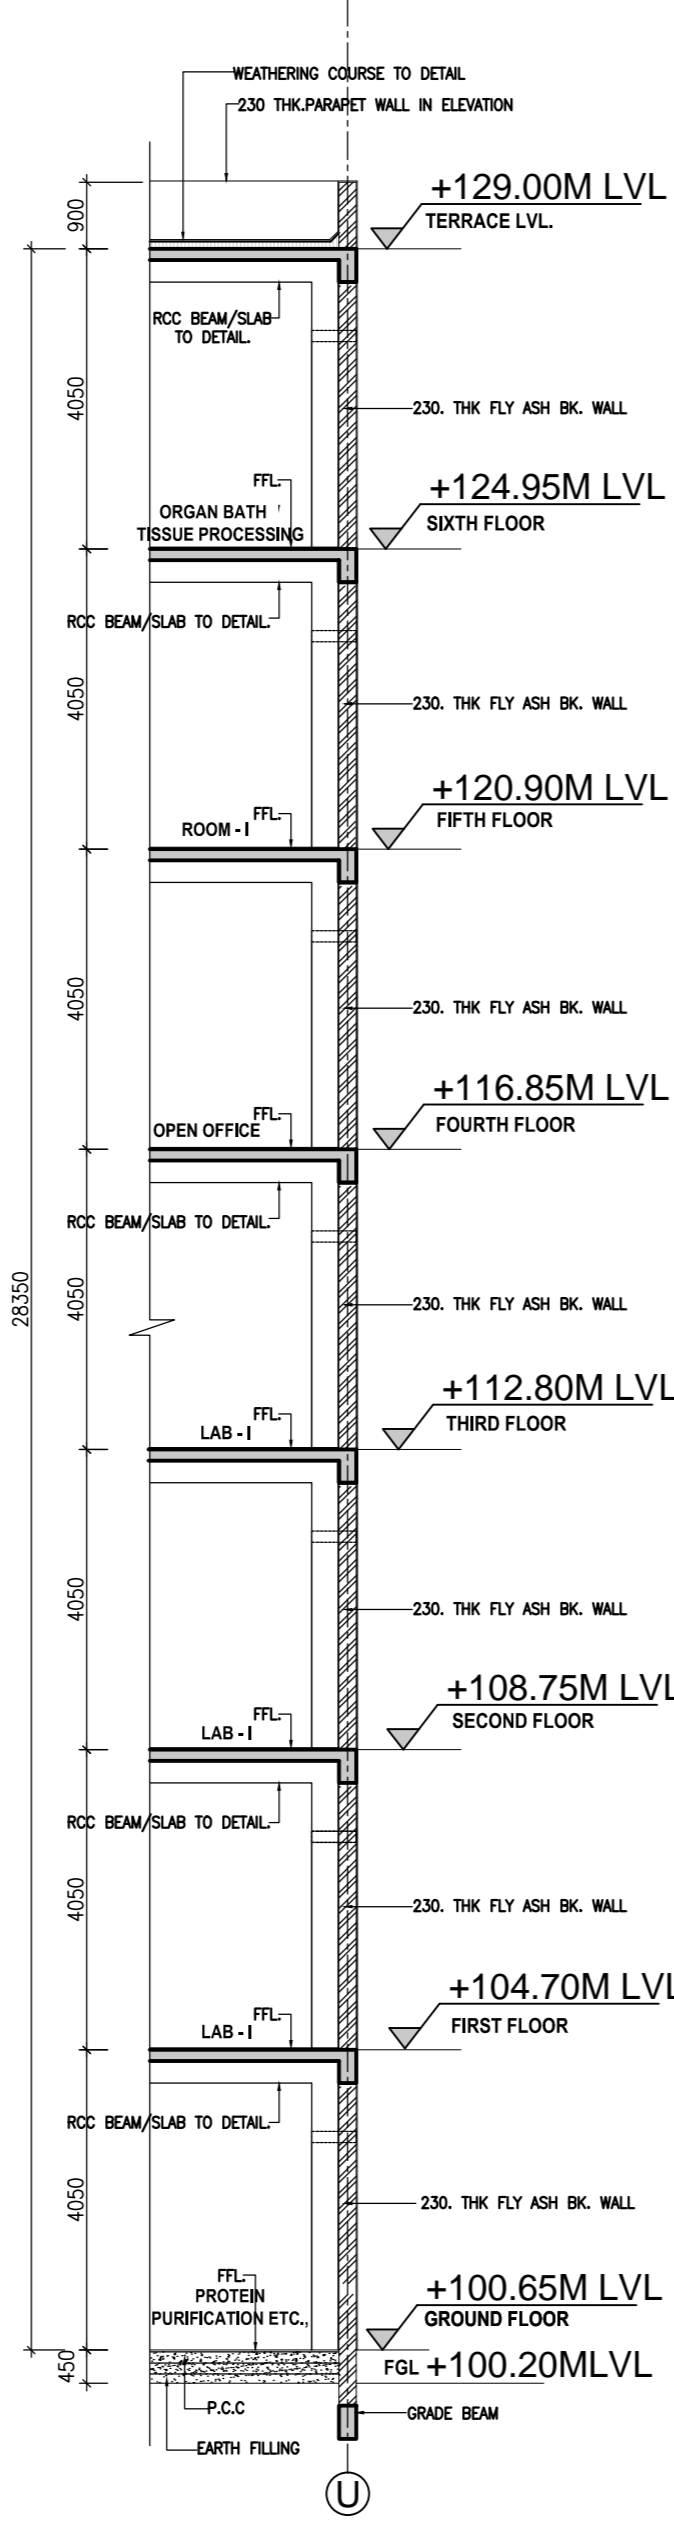 WEATHERING COURSE TO DETAIL
230 THK.PARAPET WALL IN ELEVATION
+129.00M LVL
TERRACE LVL.
900
RCC BEAM/SLAB
TO DETAIL.
4050
230. THK FLY ASH BK. WALL
FFL.
+124.95M LVL
ORGAN BATH
TISSUE PROCESSING
SIXTH FLOOR
RCC BEAM/SLAB TO DETAIL.
4050
230. THK FLY ASH BK. WALL
+120.90M LVL
FFL.
ROOM - I
FIFTH FLOOR
4050
230. THK FLY ASH BK. WALL
+116.85M LVL
FFL.
OPEN OFFICE
FOURTH FLOOR
RCC BEAM/SLAB TO DETAIL.
28350
4050
230. THK FLY ASH BK. WALL
+112.80M LVL
FFL.
LAB - I
THIRD FLOOR
4050
230. THK FLY ASH BK. WALL
+108.75M LVL
FFL.
LAB - I
SECOND FLOOR
RCC BEAM/SLAB TO DETAIL.
4050
230. THK FLY ASH BK. WALL
+104.70M LVL
FFL.
LAB - I
FIRST FLOOR
RCC BEAM/SLAB TO DETAIL.
4050
230. THK FLY ASH BK. WALL
FFL.
+100.65M LVL
PROTEIN
PURIFICATION ETC.,
GROUND FLOOR
450
FGL +100.20MLVL
P.C.C
GRADE BEAM
EARTH FILLING
U